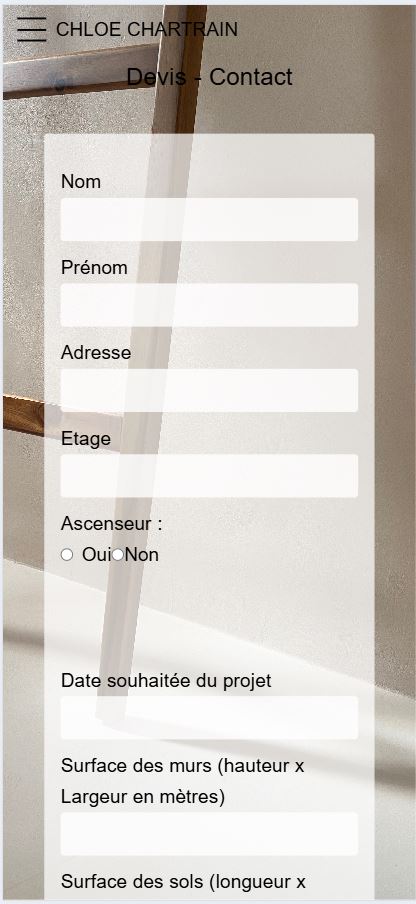 CHLOE CHARTRAIN
Devis - Contact
Nom
Prénom
Adresse
Etage
Ascenseur :
Oui Non
Date souhaitée du projet
Surface des murs (hauteur x
Largeur en mètres)
Surface des sols (longueur x